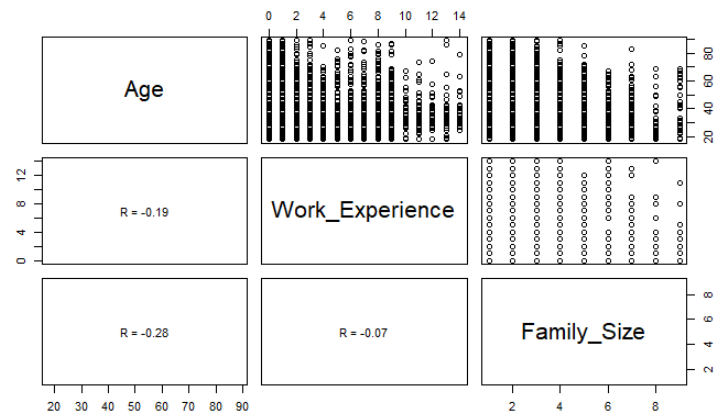 0 2 4 6 8 10 12 14
Age
20 40 60 80
0 4 8 12
R = -0.19
Work_Experience
R = -0.28
R = -0.07
Family_Size
2 4 6 8
20 30 40 50 60 70 80 90
2 4 6 8